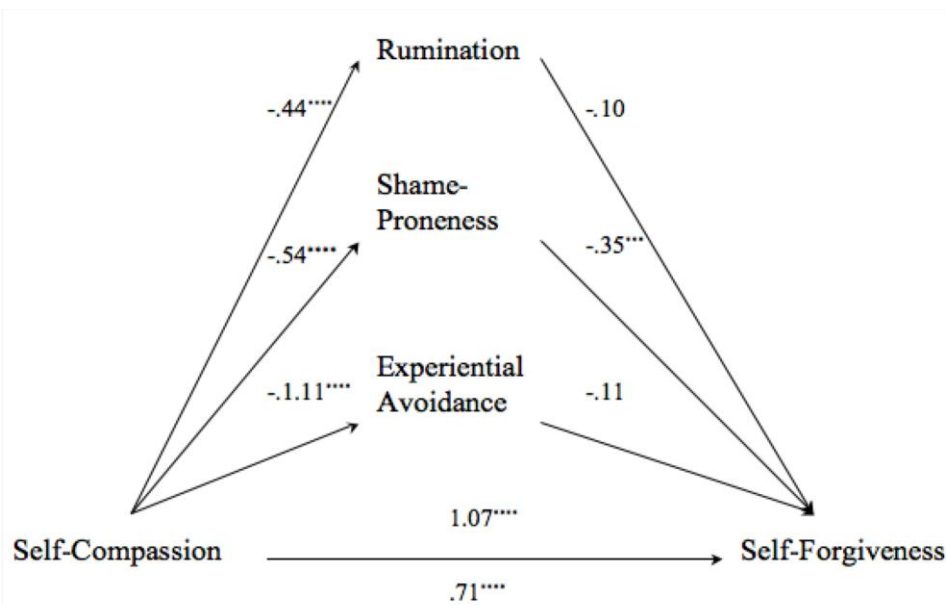 Rumination
-.44****
-.10
Shame-
Proneness
-.54****
-.35***
Experiential
Avoidance
-.1.11****
-.11
1.07****
Self-Compassion
Self-Forgiveness
.71****